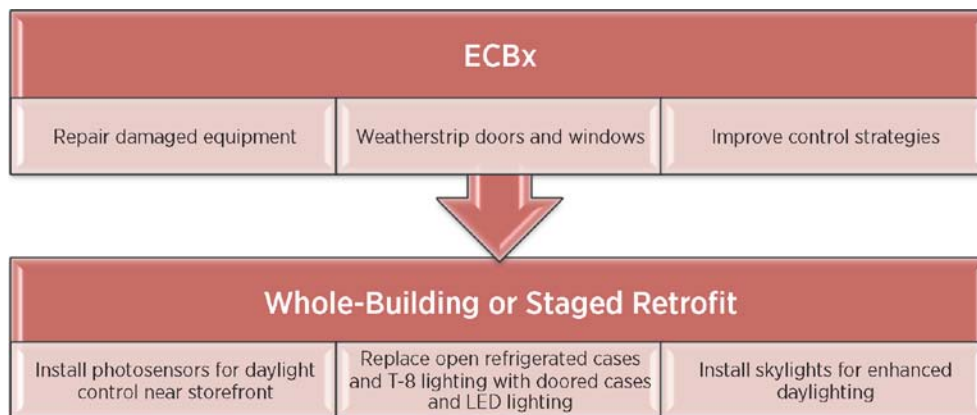 ECBx
Repair damaged equipment
Weatherstrip doors and windows
Improve control strategies
Whole-Building or Staged Retrofit
Install photosensors for daylight
control near storefront
Replace open refrigerated cases
and T-8 lighting with doored cases
and LED lighting
Install skylights for enhanced
daylighting